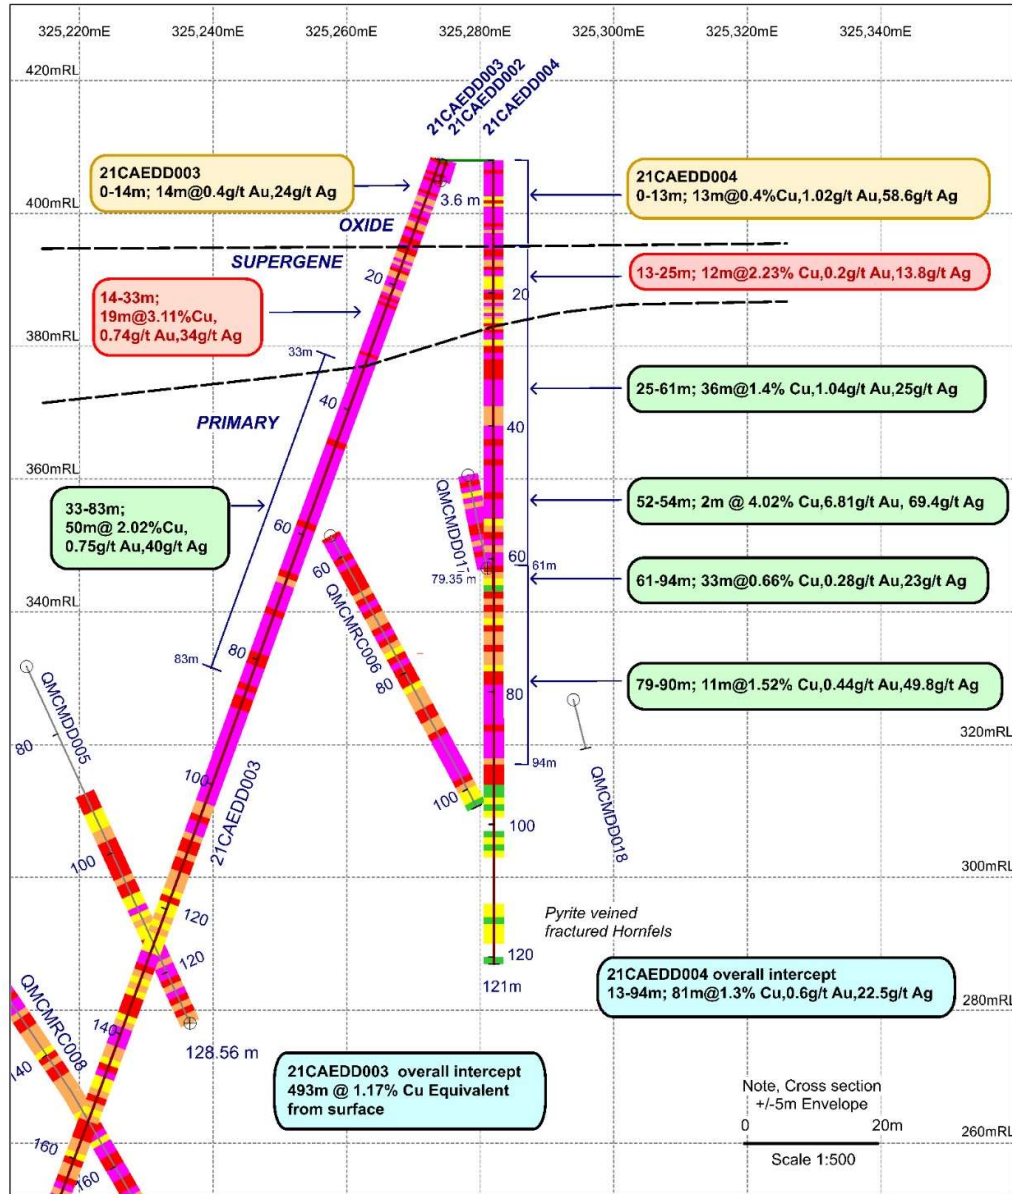 325,220mE 325,240mE 325,260mE 325,280mE 325,300mE 325,320mE 325,340mE
420mRL
21CAEDD003
21CAEDD002
21CAEDD004
21CAEDD003
0-14m; 14m@0.4g/t Au,24g/t Ag
21CAEDD004
0-13m; 13m@0.4%Cu,1.02g/t Au,58.6g/t Ag
3.6 m
400mRL
OXIDE
SUPERGENE
20
20
14-33m;
19m@3.11%Cu,
0.74g/t Au,34g/t Ag
13-25m; 12m@2.23% Cu,0.2g/t Au,13.8g/t Ag
380mRL
33m
25-61m; 36m@1.4% Cu,1.04g/t Au,25g/t Ag
PRIMARY
40
40
360mRL
33-83m;
50m@ 2.02%Cu,
0.75g/t Au,40g/t Ag
52-54m; 2m @ 4.02% Cu,6.81g/t Au, 69.4g/t Ag
QMCMDD017
60
60
60
61m
79.35 m
61-94m; 33m@0.66% Cu,0.28g/t Au,23g/t Ag
340mRL
QMCMRC006
83m
80
80
80
79-90m; 11m@1.52% Cu,0.44g/t Au,49.8g/t Ag
QMCMDD005
80
320mRL
94m
QMCMDD018
100
100
100
100
21CAEDD003
300mRL
120
120
120
Pyrite veined
fractured Hornfels
121m
21CAEDD004 overall intercept
13-94m; 81m@1.3% Cu,0.6g/t Au,22.5g/t Ag
280mRL
QMCMRC008
140
140
128.56 m
21CAEDD003 overall intercept
493m @ 1.17% Cu Equivalent
from surface
Note, Cross section
+/-5m Envelope
0 20m
Scale 1:500
260mRL
160
160